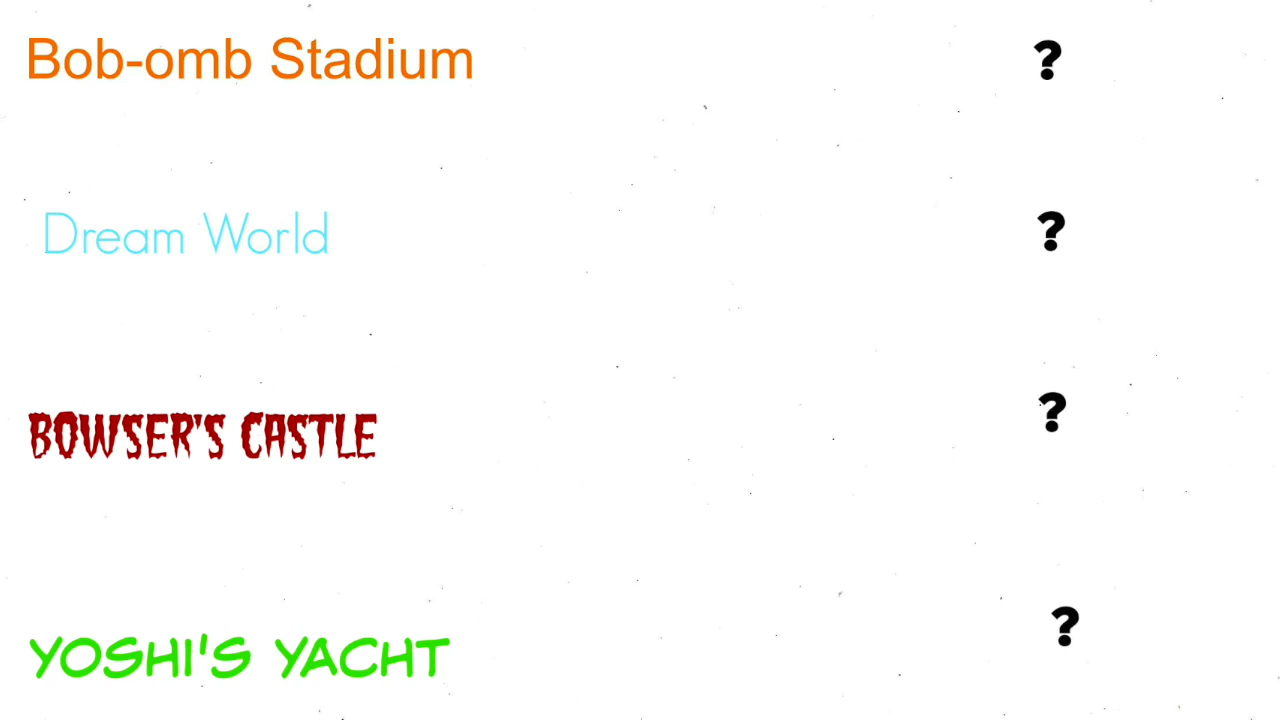 Bob-omb Stadium ?
Dream World ?
BOWSER'S CASTLE ?
YOSHI'S YACHT ?